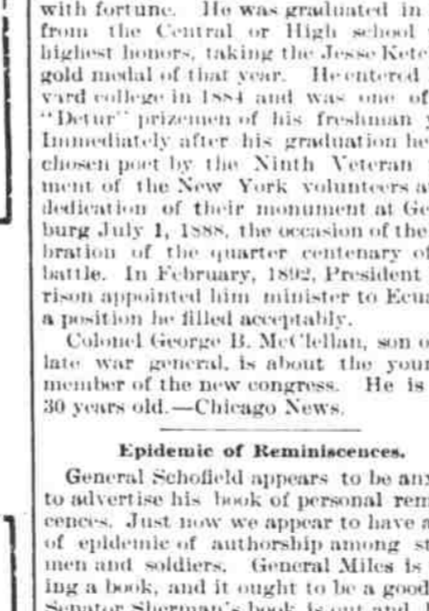 with fortune. He was graduated in
from the Central or High school
highest honors, taking the Jesse Ketc
gold medal of that year. He entered
vard college in 1884 and was one of
"Detur" prizemen of his freshman y
Immediately after his graduation he
chosen poet by the Ninth Veteran
ment of the New York volunteers a
dedication of their monument at Ge
burg July 1, 1888, the occasion of the
bration of the quarter centenary of
battle. In February, 1892, President
rison appointed him minister to Ecua
a position he filled acceptably.
Colonel George B. McClellan, son o
late war general, is about the youn
member of the new congress. He is
30 years old.—Chicago News.
Epidemic of Reminiscences.
General Schofield appears to be anx
to advertise his book of personal rem
cences. Just now we appear to have a
of epidemic of authorship among st
men and soldiers. General Miles is
ing a book, and it ought to be a good
Senator Sherman's book is out and